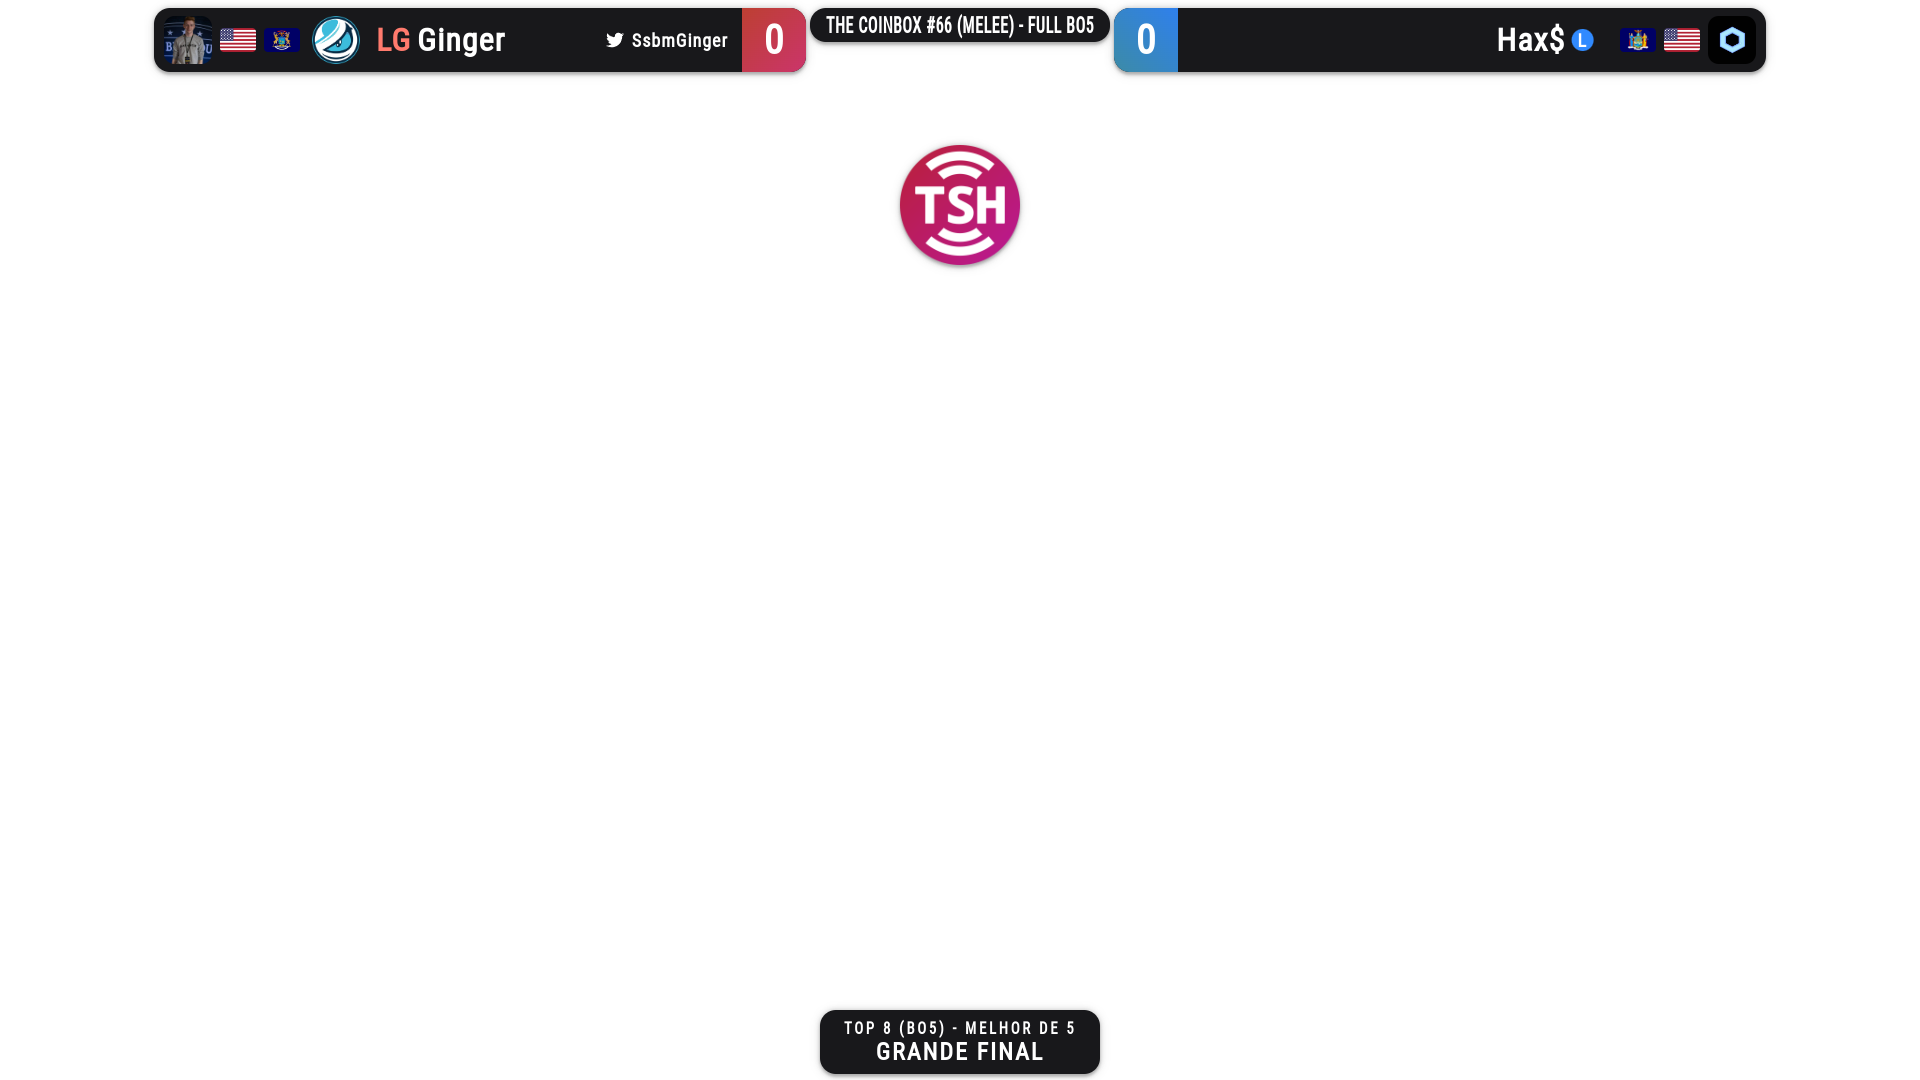 LG Ginger
SsbmGinger
0
THE COINBOX #66 (MELEE) - FULL BO5
0
Hax$ L
TSH
TOP 8 (BO5) - MELHOR DE 5
GRANDE FINAL